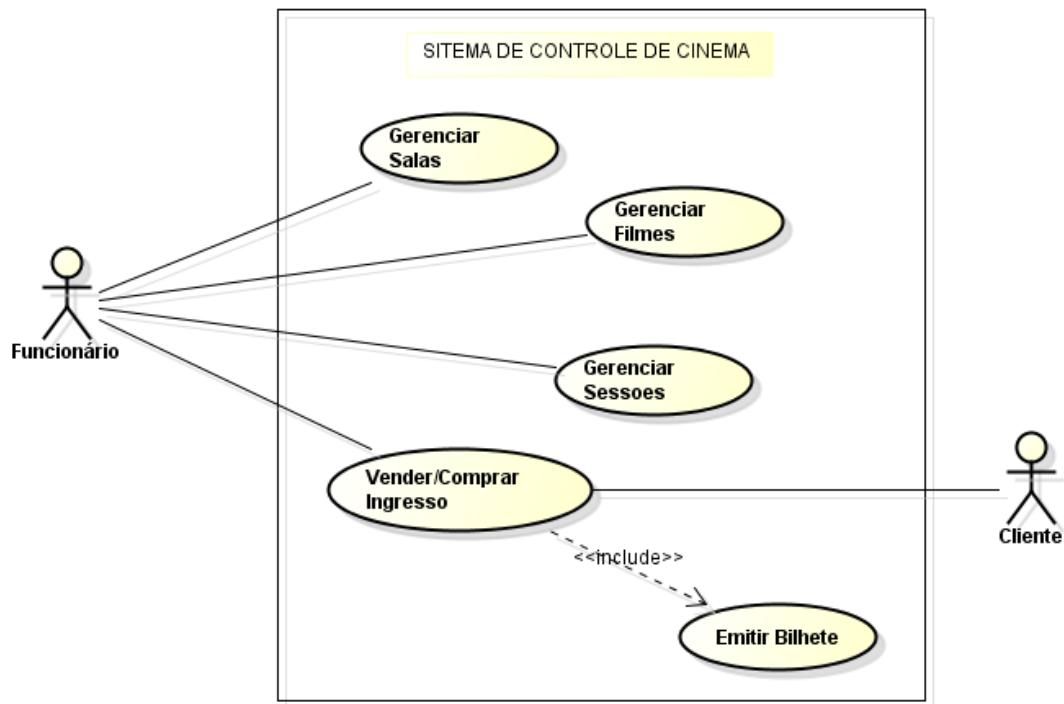 SITEMA DE CONTROLE DE CINEMA
Gerenciar
Salas
Gerenciar
Filmes
Funcionário
Gerenciar
Sessoes
Vender/Comprar
Ingresso
Cliente
<<include>>
Emitir Bilhete